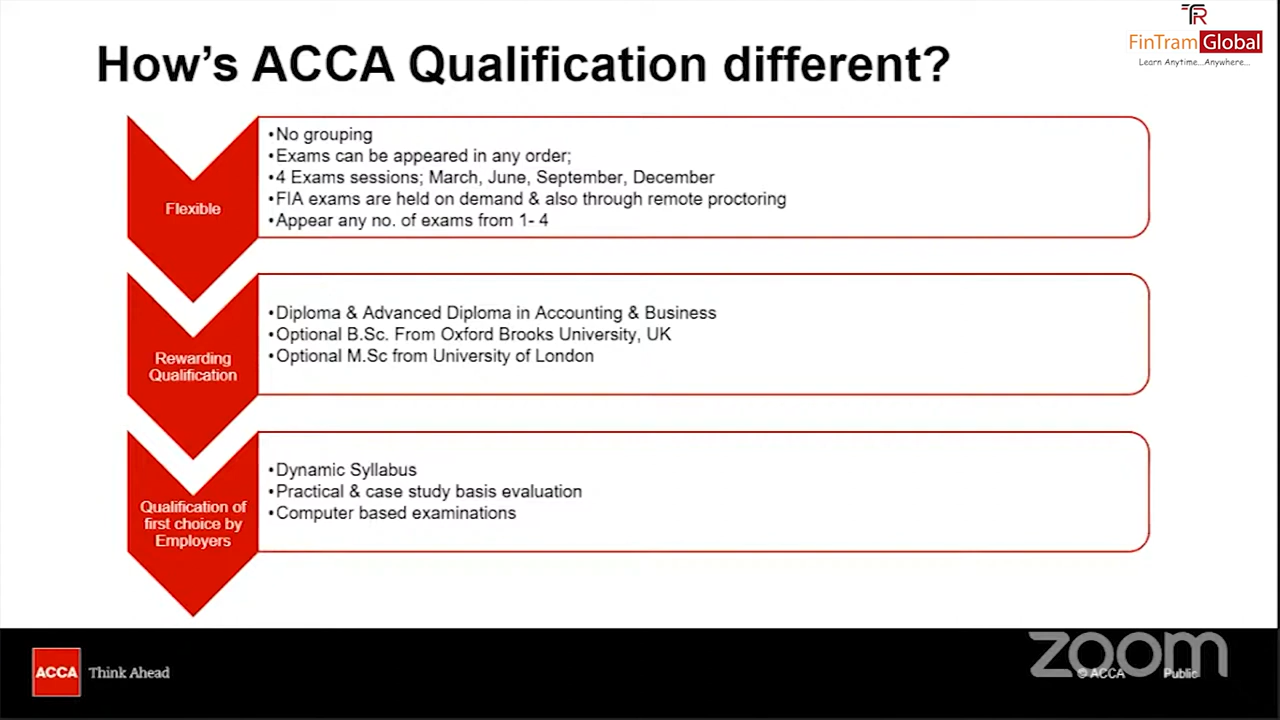 FR
FinTram Global
Learn Anytime...Anywhere...
How's ACCA Qualification different?
Flexible
•No grouping
•Exams can be appeared in any order;
•4 Exams sessions; March, June, September, December
•FIA exams are held on demand & also through remote proctoring
•Appear any no. of exams from 1- 4
Rewarding
Qualification
•Diploma & Advanced Diploma in Accounting & Business
•Optional B.Sc. From Oxford Brooks University, UK
•Optional M.Sc from University of London
Qualification of
first choice by
Employers
•Dynamic Syllabus
•Practical & case study basis evaluation
•Computer based examinations
ACCA Think Ahead
zoom
© ACCA Public